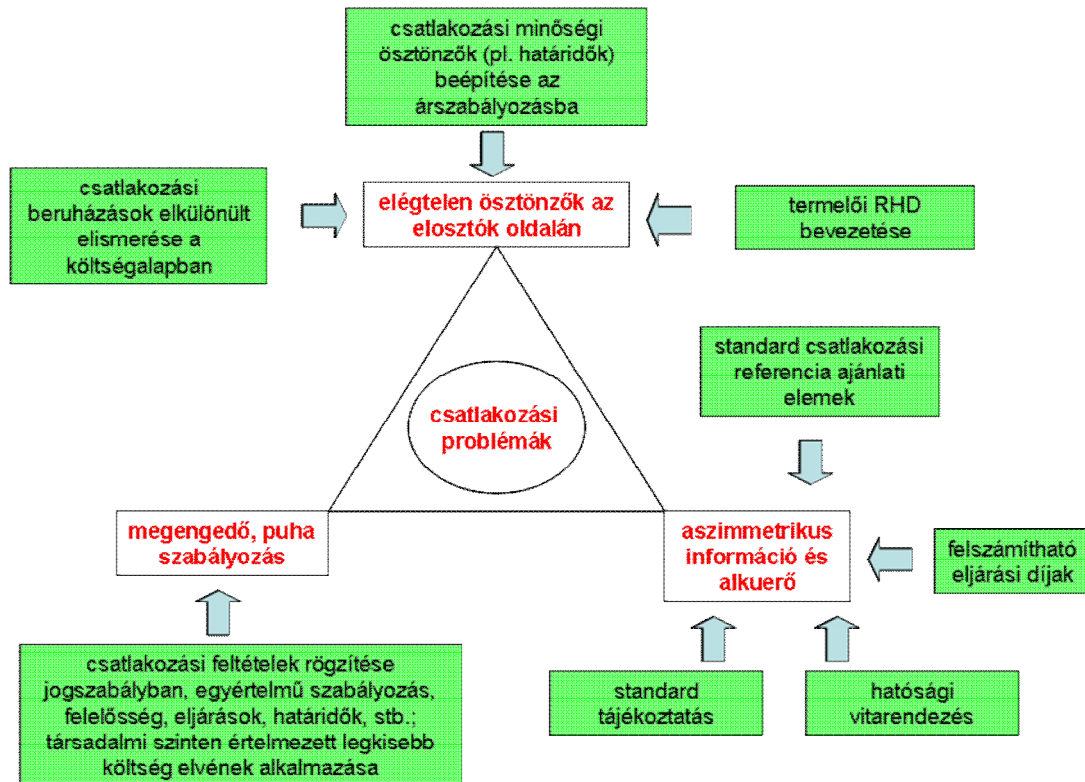 csatlakozási minőségi
ösztönzők (pl. határidők)
beépítése az
árszabályozásba
csatlakozási
beruházások elkülönült
elismerése a
költségalapban
elégtelen ösztönzők az
elosztók oldalán
termelői RHD
bevezetése
standard csatlakozási
referencia ajánlati
elemek
csatlakozási
problémák
megengedő, puha
szabályozás
aszimmetrikus
információ és
alkuerő
felszámítható
eljárási díjak
csatlakozási feltételek rögzítése
jogszabályban, egyértelmű szabályozás,
felelősség, eljárások, határidők, stb.;
társadalmi szinten értelmezett legkisebb
költség elvének alkalmazása
standard
tájékoztatás
hatósági
vitarendezés